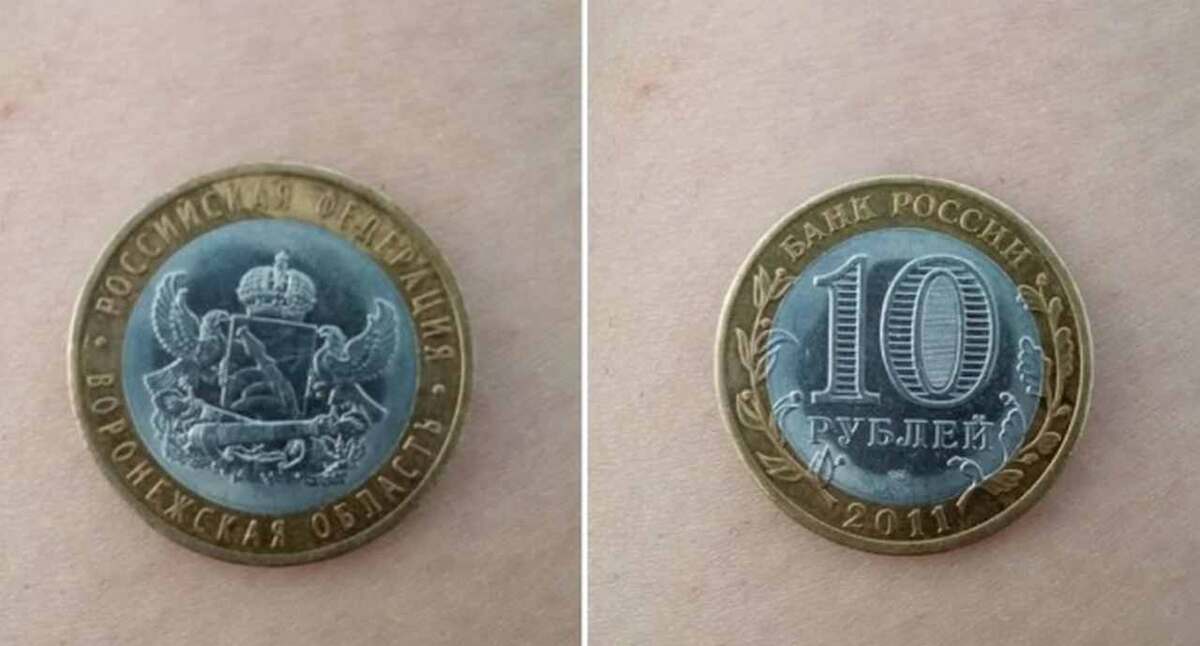 РОССИЙСКАЯ ФЕДЕРАЦИЯ
ВОРОНЕЖСКАЯ ОБЛАСТЬ
БАНК РОССИИ
10
РУБЛЕЙ
2011